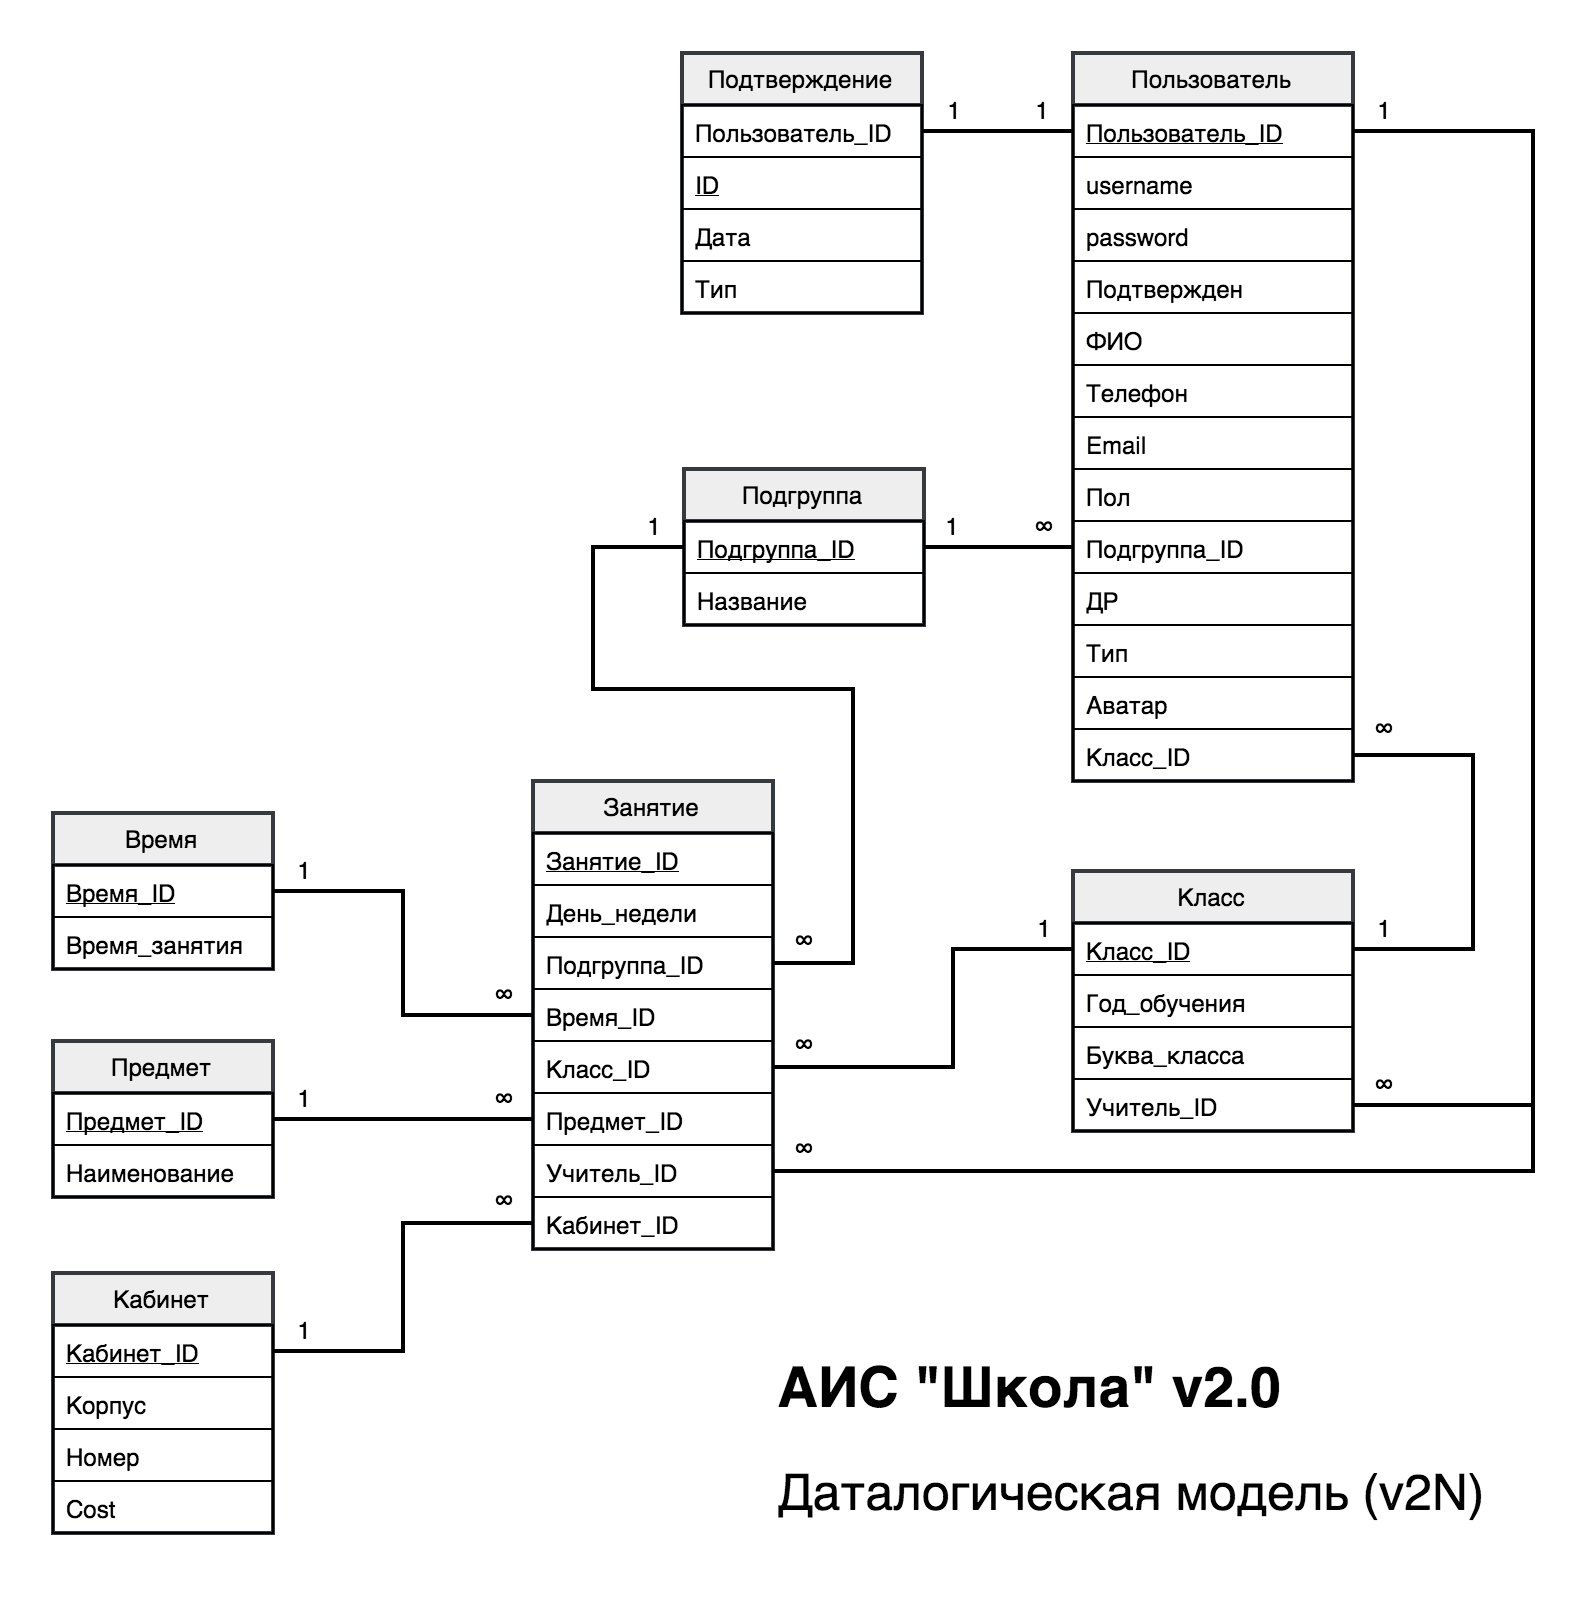 Подтверждение
Пользователь_ID
ID
Дата
Тип
1
1
Пользователь
Пользователь_ID
username
password
Подтвержден
ФИО
Телефон
Email
Пол
Подгруппа_ID
ДР
Тип
Аватар
Класс_ID
1
∞
Подгруппа
Подгруппа_ID
Название
1
1
∞
Время
Время_ID
Время_занятия
1
∞
Занятие
Занятие_ID
День_недели
Подгруппа_ID
Время_ID
Класс_ID
Предмет_ID
Учитель_ID
Кабинет_ID
∞
∞
∞
Класс
Класс_ID
Год_обучения
Буква_класса
Учитель_ID
1
1
∞
Предмет
Предмет_ID
Наименование
1
∞
Кабинет
Кабинет_ID
Корпус
Номер
Cost
1
∞
АИС "Школа" v2.0
Даталогическая модель (v2N)